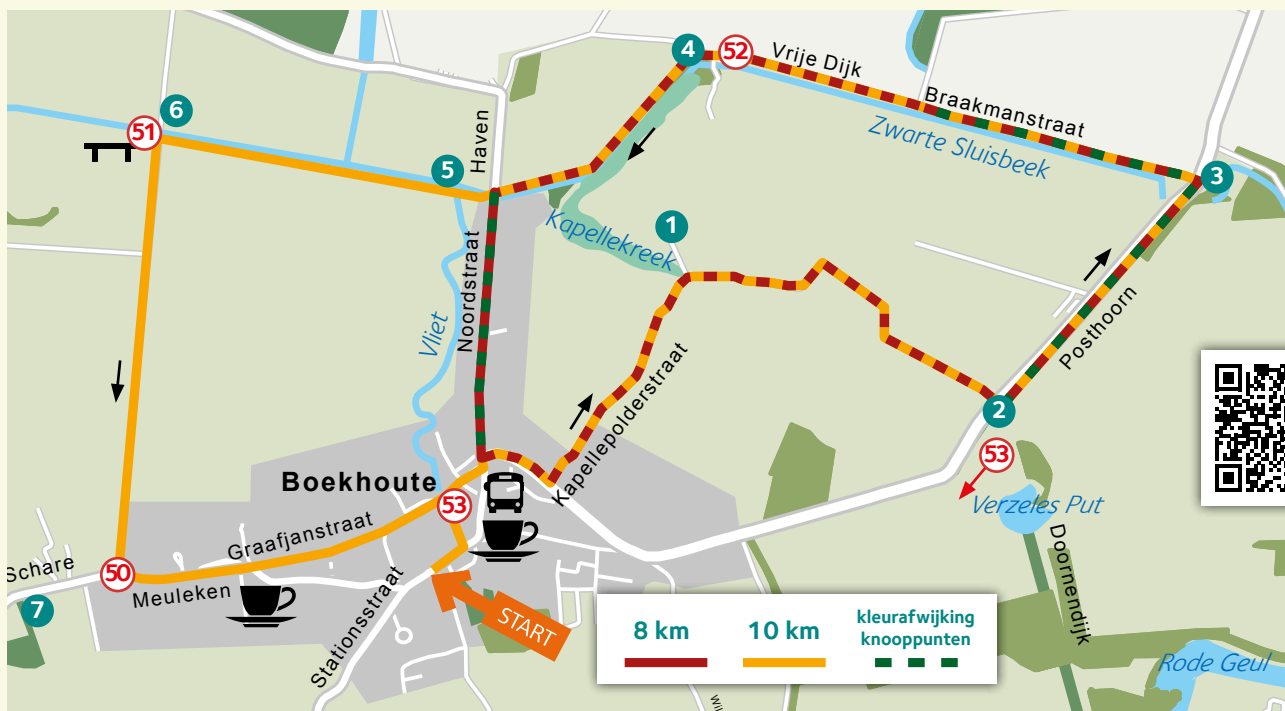 4
52
Vrije Dijk
Braakmanstraat
Zwarte Sluisbeek
6
51
Haven
5
3
1
Kapellekreek
Noordstraat
Vliet
Posthoorn
2
53
Kapellepolderstraat
Boekhoute
53
Verzeles Put
Graafjanstraat
Doornendijk
Schare
50
Meuleken
7
Stationsstraat
START
8 km
10 km
kleurafwijking
knooppunten
Rode Geul